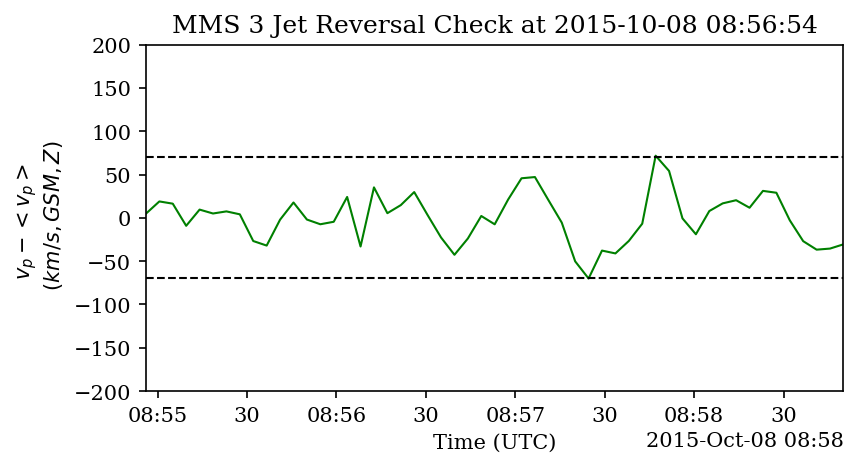 MMS 3 Jet Reversal Check at 2015-10-08 08:56:54
200
150
100
50
0
−50
−100
−150
−200
v_p − < v_p >
(km/s, GSM, Z)
08:55 30 08:56 30 08:57 30 08:58 30
Time (UTC)
2015-Oct-08 08:58